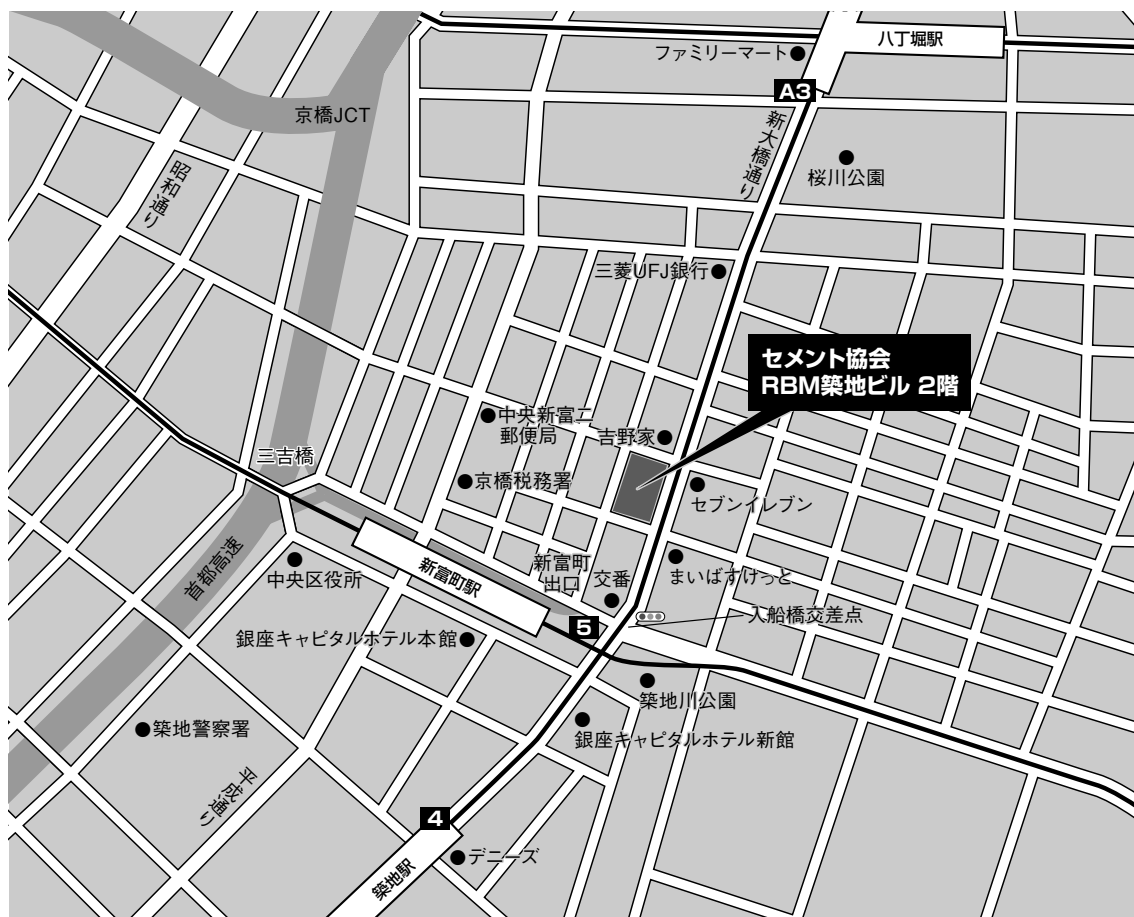 八丁堀駅
ファミリーマート
A3
京橋JCT
新大橋通り
桜川公園
昭和通り
三菱UFJ銀行
セメント協会
RBM築地ビル 2階
中央新富二
郵便局
吉野家
三吉橋
京橋税務署
セブンイレブン
首都高速
中央区役所
新富町駅
新富町
出口
交番
まいばすけっと
入船橋交差点
5
銀座キャピタルホテル本館
築地川公園
築地警察署
銀座キャピタルホテル新館
平成通り
4
デニーズ
築地駅